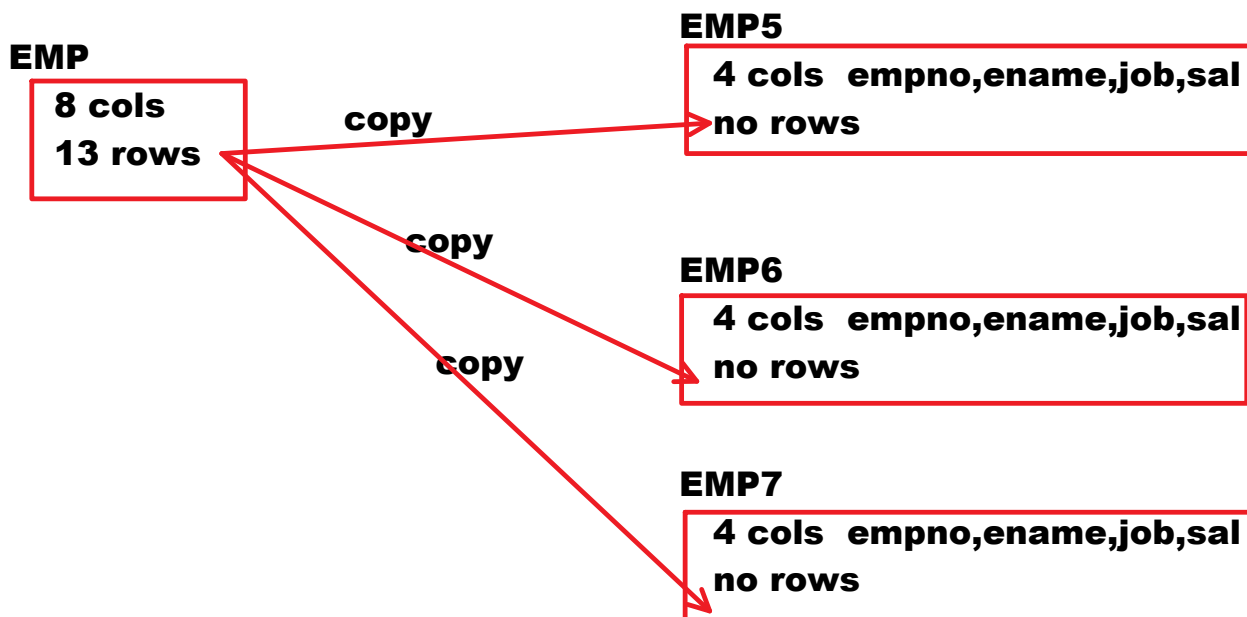 EMP
8 cols
13 rows
copy
copy
copy
EMP5
4 cols empno,ename,job,sal
no rows
EMP6
4 cols empno,ename,job,sal
no rows
EMP7
4 cols empno,ename,job,sal
no rows